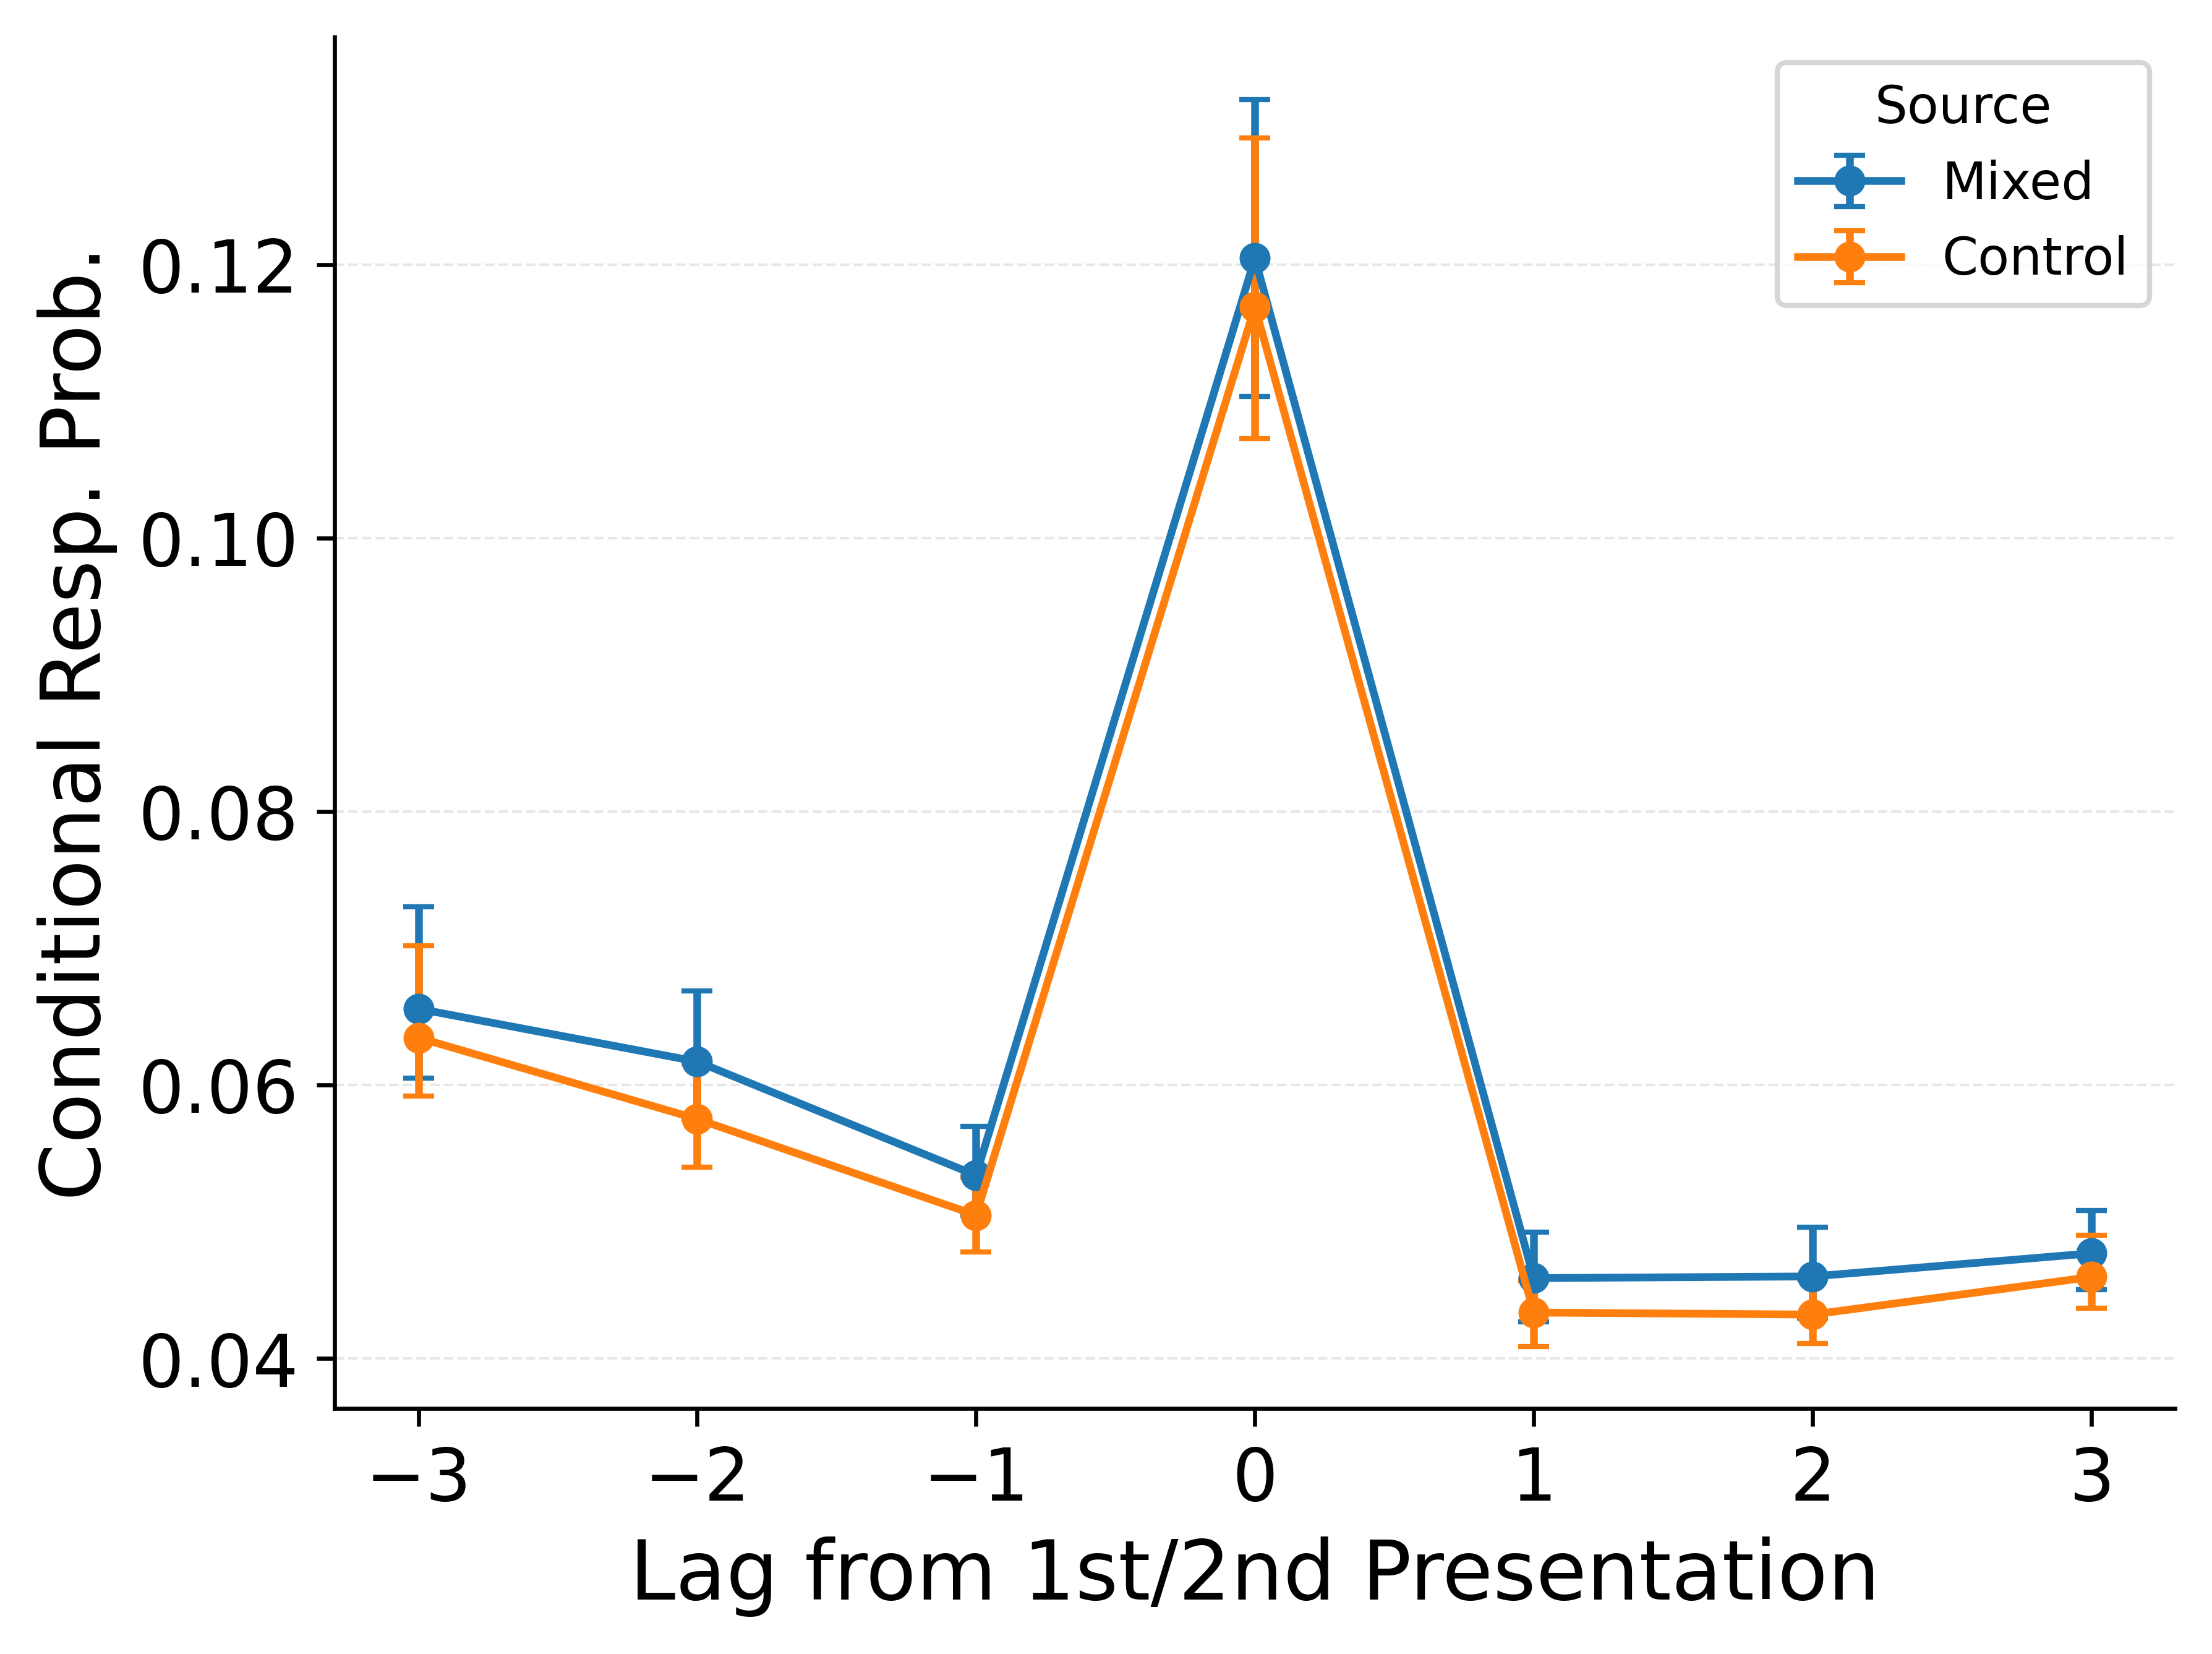 Source
Mixed
Control
Conditional Resp. Prob.
0.12
0.10
0.08
0.06
0.04
−3 −2 −1 0 1 2 3
Lag from 1st/2nd Presentation